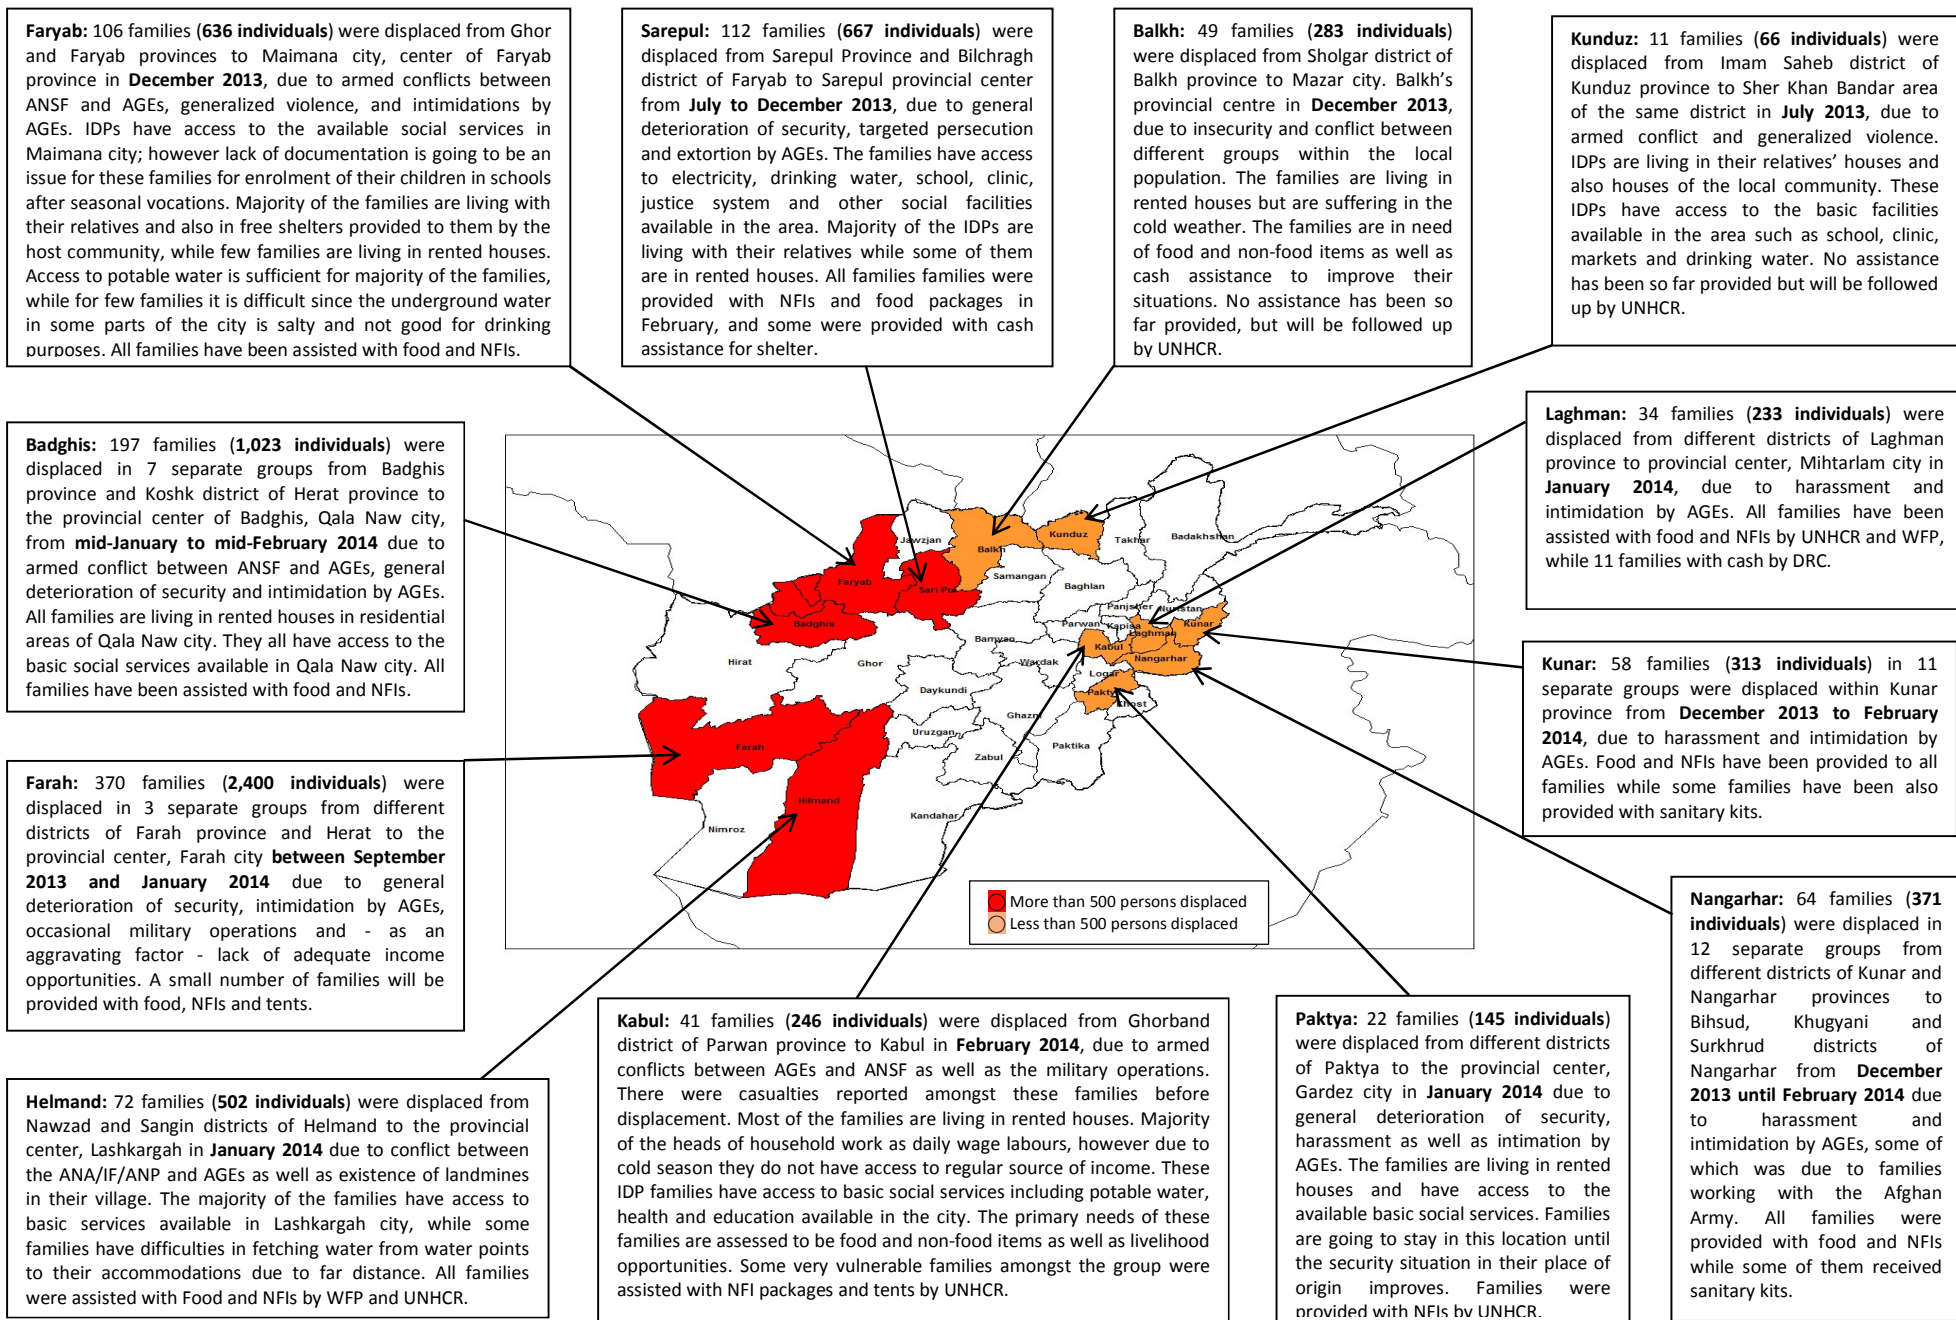 Faryab: 106 families (636 individuals) were displaced from Ghor
and Faryab provinces to Maimana city, center of Faryab
province in December 2013, due to armed conflicts between
ANSF and AGEs, generalized violence, and intimidations by
AGEs. IDPs have access to the available social services in
Maimana city; however lack of documentation is going to be an
issue for these families for enrolment of their children in schools
after seasonal vocations. Majority of the families are living with
their relatives and also in free shelters provided to them by the
host community, while few families are living in rented houses.
Access to potable water is sufficient for majority of the families,
while for few families it is difficult since the underground water
in some parts of the city is salty and not good for drinking
purposes. All families have been assisted with food and NFIs.
Sarepul: 112 families (667 individuals) were
displaced from Sarepul Province and Bilchragh
district of Faryab to Sarepul provincial center
from July to December 2013, due to general
deterioration of security, targeted persecution
and extortion by AGEs. The families have access
to electricity, drinking water, school, clinic,
justice system and other social facilities
available in the area. Majority of the IDPs are
living with their relatives while some of them
are in rented houses. All families families were
provided with NFIs and food packages in
February, and some were provided with cash
assistance for shelter.
Balkh: 49 families (283 individuals)
were displaced from Sholgar district of
Balkh province to Mazar city. Balkh's
provincial centre in December 2013,
due to insecurity and conflict between
different groups within the local
population. The families are living in
rented houses but are suffering in the
cold weather. The families are in need
of food and non-food items as well as
cash assistance to improve their
situations. No assistance has been so
far provided, but will be followed up
by UNHCR.
Kunduz: 11 families (66 individuals) were
displaced from Imam Saheb district of
Kunduz province to Sher Khan Bandar area
of the same district in July 2013, due to
armed conflict and generalized violence.
IDPs are living in their relatives' houses and
also houses of the local community. These
IDPs have access to the basic facilities
available in the area such as school, clinic,
markets and drinking water. No assistance
has been so far provided but will be followed
up by UNHCR.
Badghis: 197 families (1,023 individuals) were
displaced in 7 separate groups from Badghis
province and Koshk district of Herat province to
the provincial center of Badghis, Qala Naw city,
from mid-January to mid-February 2014 due to
armed conflict between ANSF and AGEs, general
deterioration of security and intimidation by AGEs.
All families are living in rented houses in residential
areas of Qala Naw city. They all have access to the
basic social services available in Qala Naw city. All
families have been assisted with food and NFIs.
Laghman: 34 families (233 individuals) were
displaced from different districts of Laghman
province to provincial center, Mihtarlam city in
January 2014, due to harassment and
intimidation by AGEs. All families have been
assisted with food and NFIs by UNHCR and WFP,
while 11 families with cash by DRC.
Jawzjan
Balkh
Kunduz
Takhar
Badakhshan
Faryab
Sari Pul
Samangan
Baghlan
Badghis
Panjsher
Nuristan
Parwan
Kapisa
Laghman
Kunar
Bamyan
Kabul
Nangarhar
Hirat
Ghor
Wardak
Logar
Daykundi
Paktya
Khost
Ghazni
Uruzgan
Farah
Zabul
Paktika
Hilmand
Kandahar
Nimroz
More than 500 persons displaced
Less than 500 persons displaced
Kunar: 58 families (313 individuals) in 11
separate groups were displaced within Kunar
province from December 2013 to February
2014, due to harassment and intimidation by
AGEs. Food and NFIs have been provided to all
families while some families have been also
provided with sanitary kits.
Farah: 370 families (2,400 individuals) were
displaced in 3 separate groups from different
districts of Farah province and Herat to the
provincial center, Farah city between September
2013 and January 2014 due to general
deterioration of security, intimidation by AGEs,
occasional military operations and - as an
aggravating factor - lack of adequate income
opportunities. A small number of families will be
provided with food, NFIs and tents.
Nangarhar: 64 families (371
individuals) were displaced in
12 separate groups from
different districts of Kunar and
Nangarhar provinces to
Bihsud, Khugyani and
Surkhrud districts of
Nangarhar from December
2013 until February 2014 due
to harassment and
intimidation by AGEs, some of
which was due to families
working with the Afghan
Army. All families were
provided with food and NFIs
while some of them received
sanitary kits.
Helmand: 72 families (502 individuals) were displaced from
Nawzad and Sangin districts of Helmand to the provincial
center, Lashkargah in January 2014 due to conflict between
the ANA/IF/ANP and AGEs as well as existence of landmines
in their village. The majority of the families have access to
basic services available in Lashkargah city, while some
families have difficulties in fetching water from water points
to their accommodations due to far distance. All families
were assisted with Food and NFIs by WFP and UNHCR.
Kabul: 41 families (246 individuals) were displaced from Ghorband
district of Parwan province to Kabul in February 2014, due to armed
conflicts between AGEs and ANSF as well as the military operations.
There were casualties reported amongst these families before
displacement. Most of the families are living in rented houses. Majority
of the heads of household work as daily wage labours, however due to
cold season they do not have access to regular source of income. These
IDP families have access to basic social services including potable water,
health and education available in the city. The primary needs of these
families are assessed to be food and non-food items as well as livelihood
opportunities. Some very vulnerable families amongst the group were
assisted with NFI packages and tents by UNHCR.
Paktya: 22 families (145 individuals)
were displaced from different districts
of Paktya to the provincial center,
Gardez city in January 2014 due to
general deterioration of security,
harassment as well as intimation by
AGEs. The families are living in rented
houses and have access to the
available basic social services. Families
are going to stay in this location until
the security situation in their place of
origin improves. Families were
provided with NFIs by UNHCR.